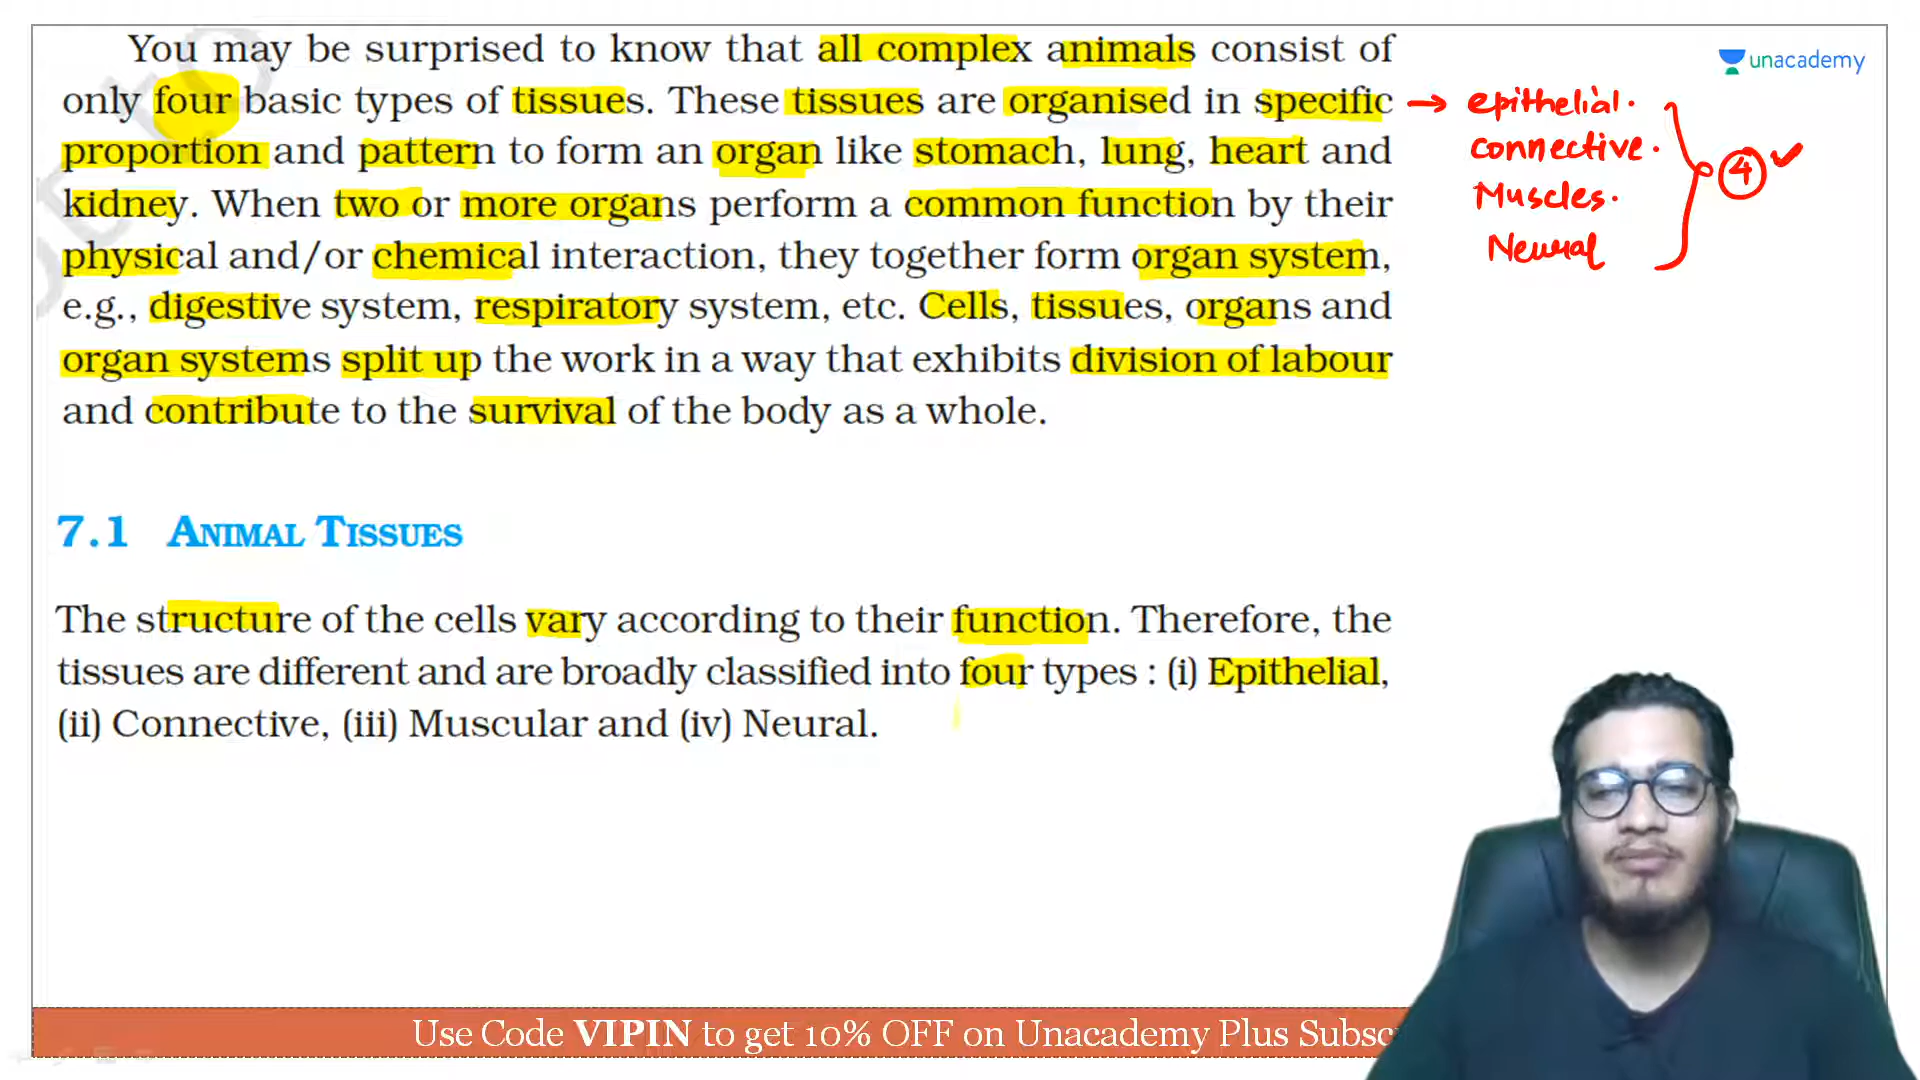 You may be surprised to know that all complex animals consist of
only four basic types of tissues. These tissues are organised in specific
proportion and pattern to form an organ like stomach, lung, heart and
kidney. When two or more organs perform a common function by their
physical and/or chemical interaction, they together form organ system,
e.g., digestive system, respiratory system, etc. Cells, tissues, organs and
organ systems split up the work in a way that exhibits division of labour
and contribute to the survival of the body as a whole.
unacademy
→ epithelial.
connective.
Muscles.
Neural
4 ✓
7.1 ANIMAL TISSUES
The structure of the cells vary according to their function. Therefore, the
tissues are different and are broadly classified into four types : (i) Epithelial,
(ii) Connective, (iii) Muscular and (iv) Neural.
Use Code VIPIN to get 10% OFF on Unacademy Plus Subsc